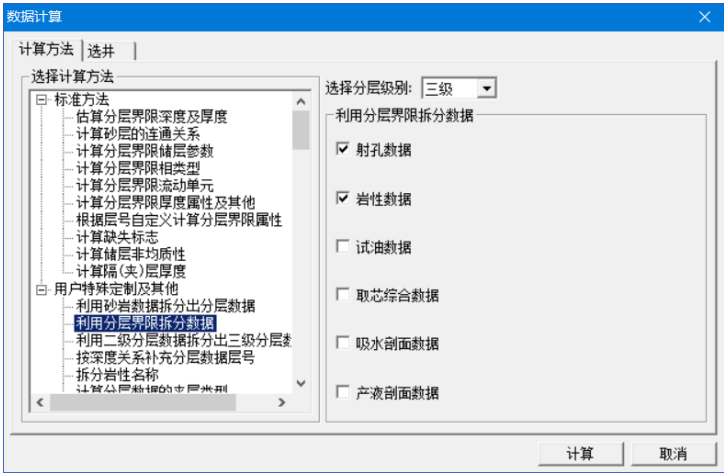 数据计算
计算方法
选井
选择计算方法
标准方法
估算分层界限深度及厚度
计算砂层的连通关系
计算分层界限储层参数
计算分层界限相类型
计算分层界限流动单元
计算分层界限厚度属性及其他
根据层号自定义计算分层界限属性
计算缺失标志
计算储层非均质性
计算隔(夹)层厚度
用户特殊定制及其他
利用砂岩数据拆分出分层数据
利用分层界限拆分数据
利用二级分层数据拆分出三级分层数
按深度关系补充分层数据层号
拆分岩性名称
计算分层数据的夹层类型
选择分层级别: 三级
利用分层界限拆分数据
射孔数据
岩性数据
试油数据
取芯综合数据
吸水剖面数据
产液剖面数据
计算
取消